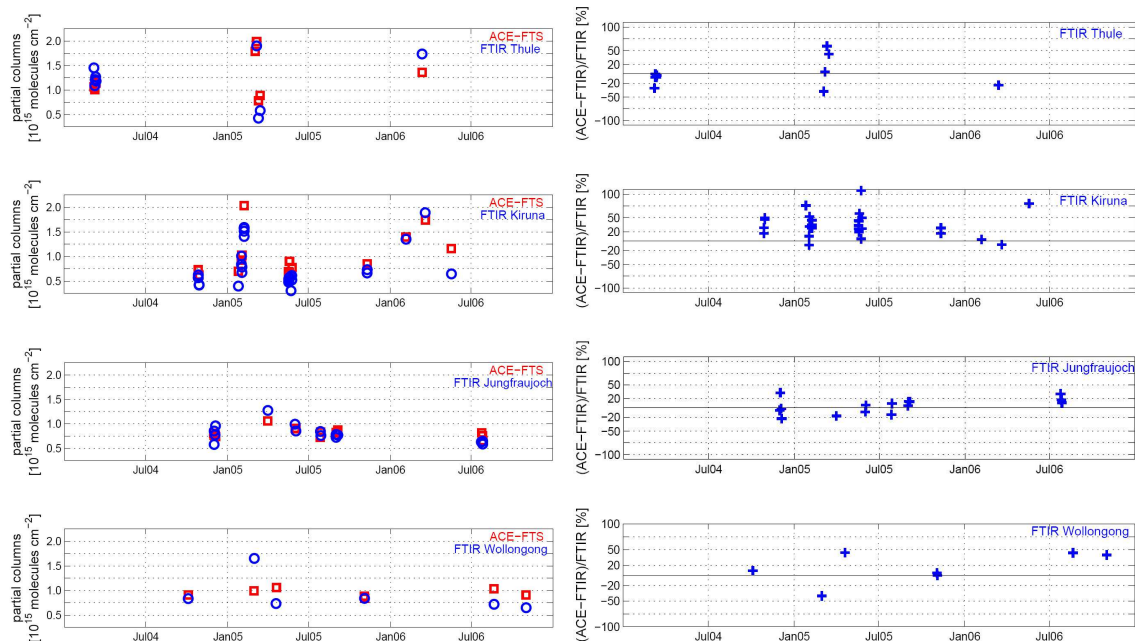 partial columns
[10^15 molecules cm^−2]
2.0
1.5
1.0
0.5
ACE−FTS
FTIR Thule
Jul04 Jan05 Jul05 Jan06 Jul06
(ACE−FTIR)/FTIR [%]
100
50
20
−20
−50
−100
FTIR Thule
Jul04 Jan05 Jul05 Jan06 Jul06
partial columns
[10^15 molecules cm^−2]
2.0
1.5
1.0
0.5
ACE−FTS
FTIR Kiruna
Jul04 Jan05 Jul05 Jan06 Jul06
(ACE−FTIR)/FTIR [%]
100
50
20
−20
−50
−100
FTIR Kiruna
Jul04 Jan05 Jul05 Jan06 Jul06
partial columns
[10^15 molecules cm^−2]
2.0
1.5
1.0
0.5
ACE−FTS
FTIR Jungfraujoch
Jul04 Jan05 Jul05 Jan06 Jul06
(ACE−FTIR)/FTIR [%]
100
50
20
−20
−50
−100
FTIR Jungfraujoch
Jul04 Jan05 Jul05 Jan06 Jul06
partial columns
[10^15 molecules cm^−2]
2.0
1.5
1.0
0.5
ACE−FTS
FTIR Wollongong
Jul04 Jan05 Jul05 Jan06 Jul06
(ACE−FTIR)/FTIR [%]
100
50
20
−20
−50
−100
FTIR Wollongong
Jul04 Jan05 Jul05 Jan06 Jul06